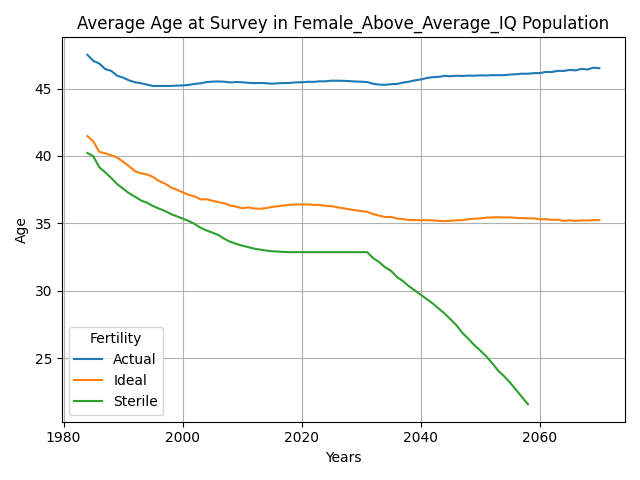 Average Age at Survey in Female_Above_Average_IQ Population
45
40
35
30
25
Age
Fertility
Actual
Ideal
Sterile
1980 2000 2020 2040 2060
Years